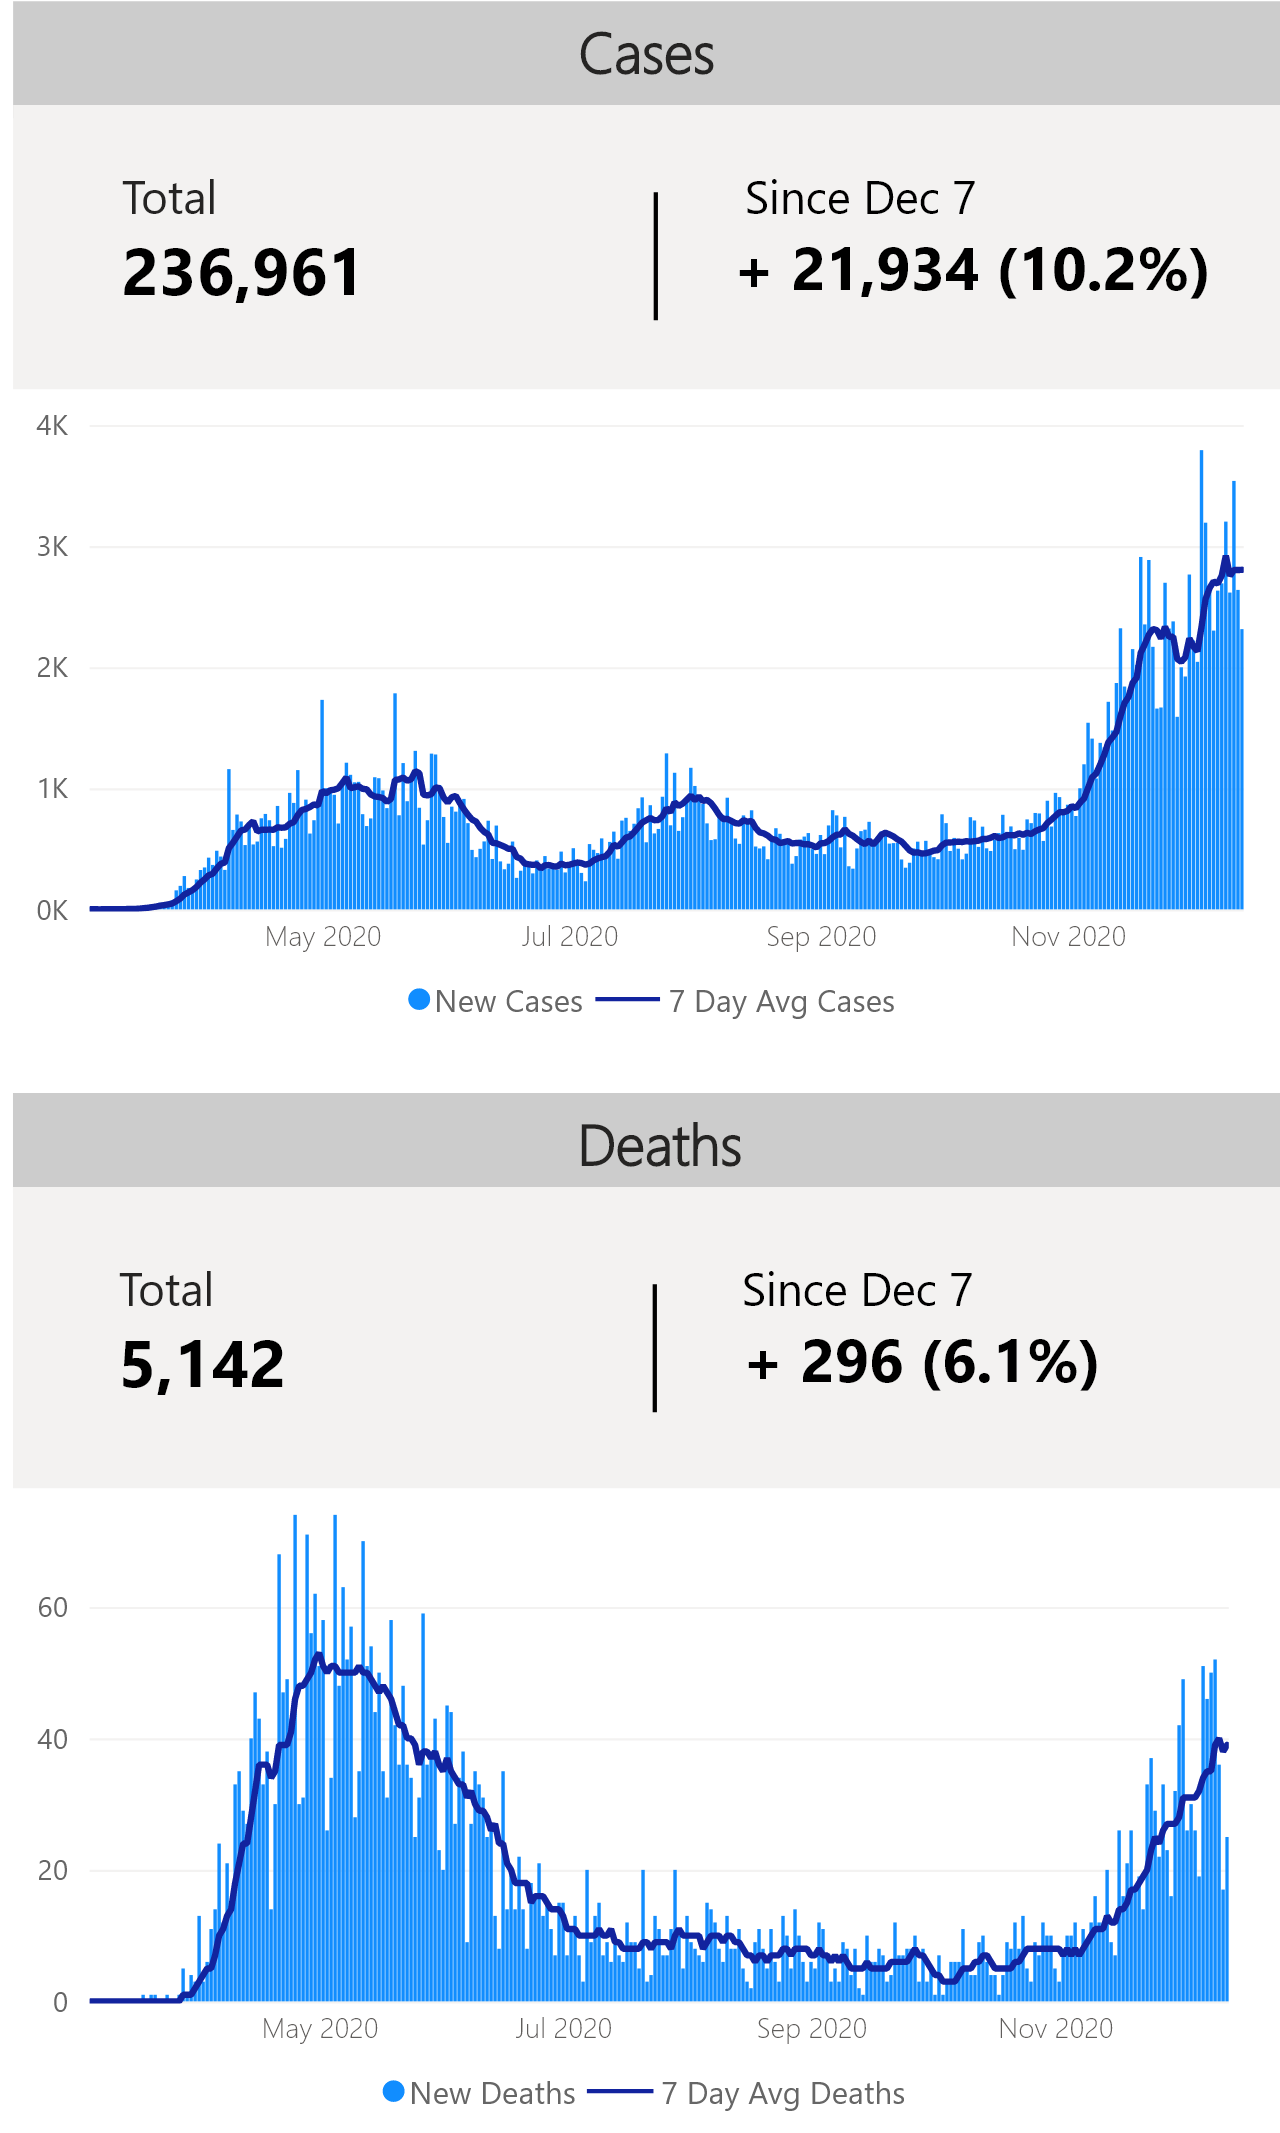 Cases
Total
236,961
Since Dec 7
+ 21,934 (10.2%)
4K
3K
2K
1K
0K
May 2020
Jul 2020
Sep 2020
Nov 2020
New Cases
7 Day Avg Cases
Deaths
Total
5,142
Since Dec 7
+ 296 (6.1%)
60
40
20
0
May 2020
Jul 2020
Sep 2020
Nov 2020
New Deaths
7 Day Avg Deaths